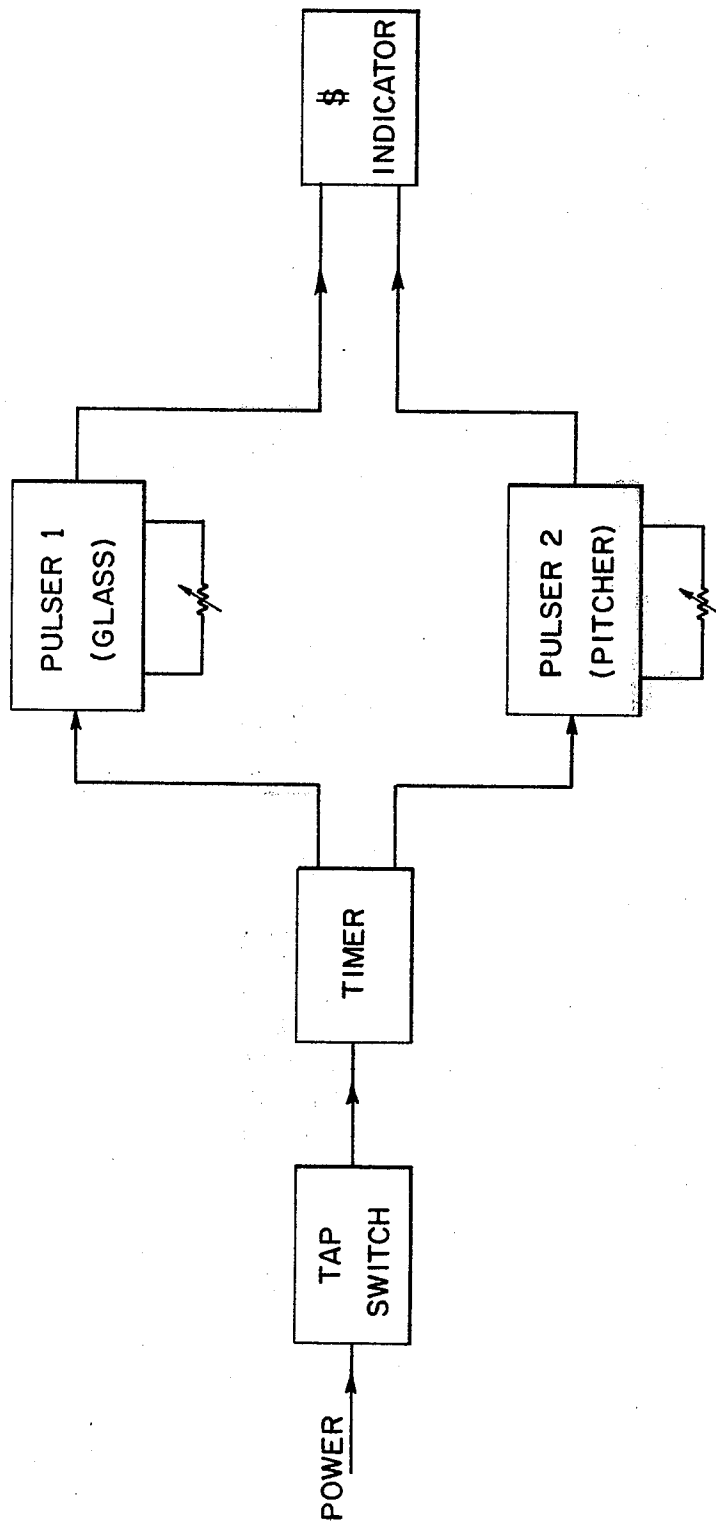 POWER
TAP
SWITCH
TIMER
PULSER 1
(GLASS)
PULSER 2
(PITCHER)
$
INDICATOR